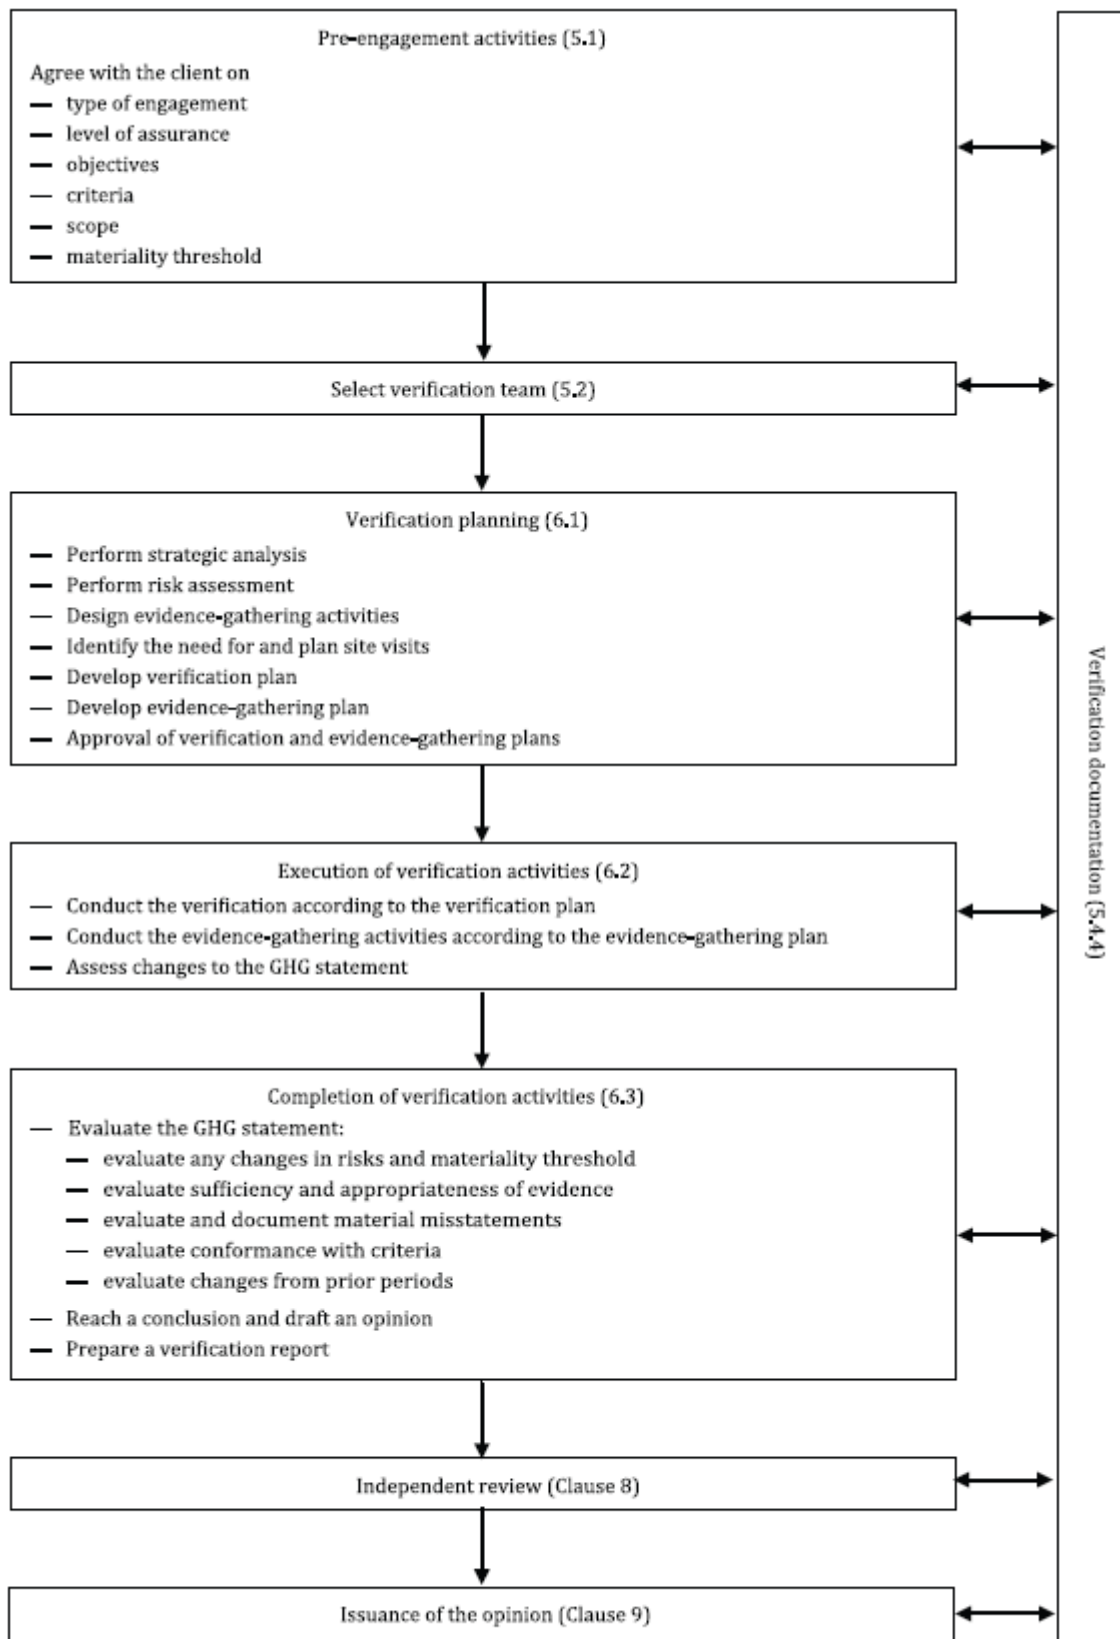 Pre-engagement activities (5.1)
Agree with the client on
— type of engagement
— level of assurance
— objectives
— criteria
— scope
— materiality threshold
Select verification team (5.2)
Verification planning (6.1)
— Perform strategic analysis
— Perform risk assessment
— Design evidence-gathering activities
— Identify the need for and plan site visits
— Develop verification plan
— Develop evidence-gathering plan
— Approval of verification and evidence-gathering plans
Execution of verification activities (6.2)
— Conduct the verification according to the verification plan
— Conduct the evidence-gathering activities according to the evidence-gathering plan
— Assess changes to the GHG statement
Completion of verification activities (6.3)
— Evaluate the GHG statement:
— evaluate any changes in risks and materiality threshold
— evaluate sufficiency and appropriateness of evidence
— evaluate and document material misstatements
— evaluate conformance with criteria
— evaluate changes from prior periods
— Reach a conclusion and draft an opinion
— Prepare a verification report
Independent review (Clause 8)
Issuance of the opinion (Clause 9)
Verification documentation (5.4.4)